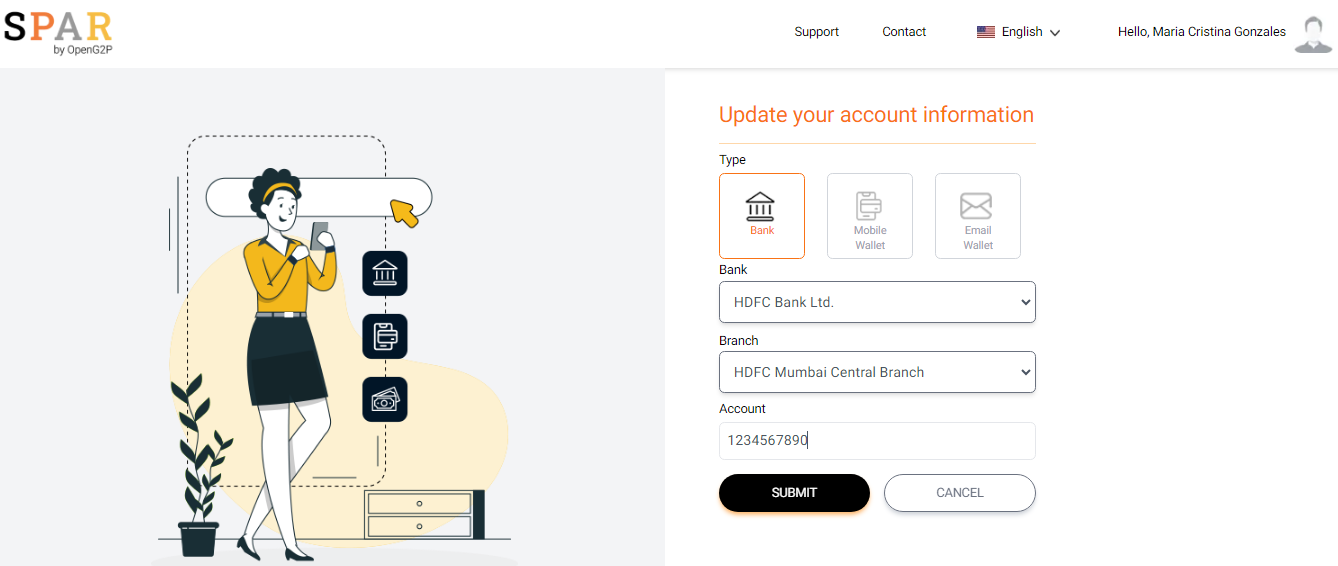 SPAR
by OpenG2P
Support
Contact
English
Hello, Maria Cristina Gonzales
Update your account information
Type
Bank
Mobile
Wallet
Email
Wallet
Bank
HDFC Bank Ltd.
Branch
HDFC Mumbai Central Branch
Account
1234567890
SUBMIT
CANCEL